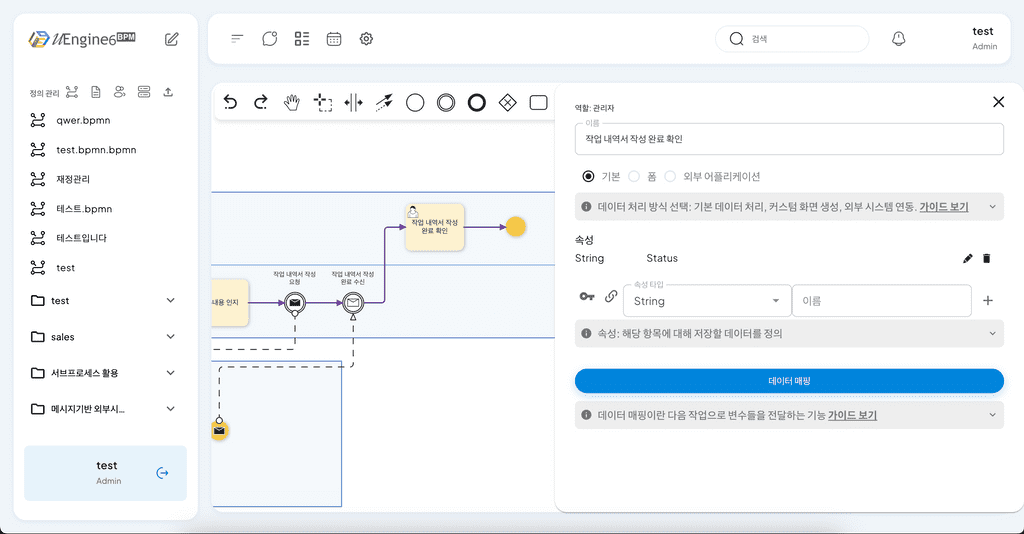 uEngine6 BPM
정의 관리
qwer.bpmn
test.bpmn.bpmn
재정관리
테스트.bpmn
테스트입니다
test
test
sales
서브프로세스 활용
메시지기반 외부시...
test
Admin
검색
test
Admin
작업 내역서 작성
완료 확인
내용 인지
작업 내역서 작성
요청
작업 내역서 작성
완료 수신
역할: 관리자
이름
작업 내역서 작성 완료 확인
기본
폼
외부 어플리케이션
데이터 처리 방식 선택: 기본 데이터 처리, 커스텀 화면 생성, 외부 시스템 연동. 가이드 보기
속성
String Status
속성 타입
String
이름
속성: 해당 항목에 대해 저장할 데이터를 정의
데이터 매핑
데이터 매핑이란 다음 작업으로 변수들을 전달하는 기능 가이드 보기